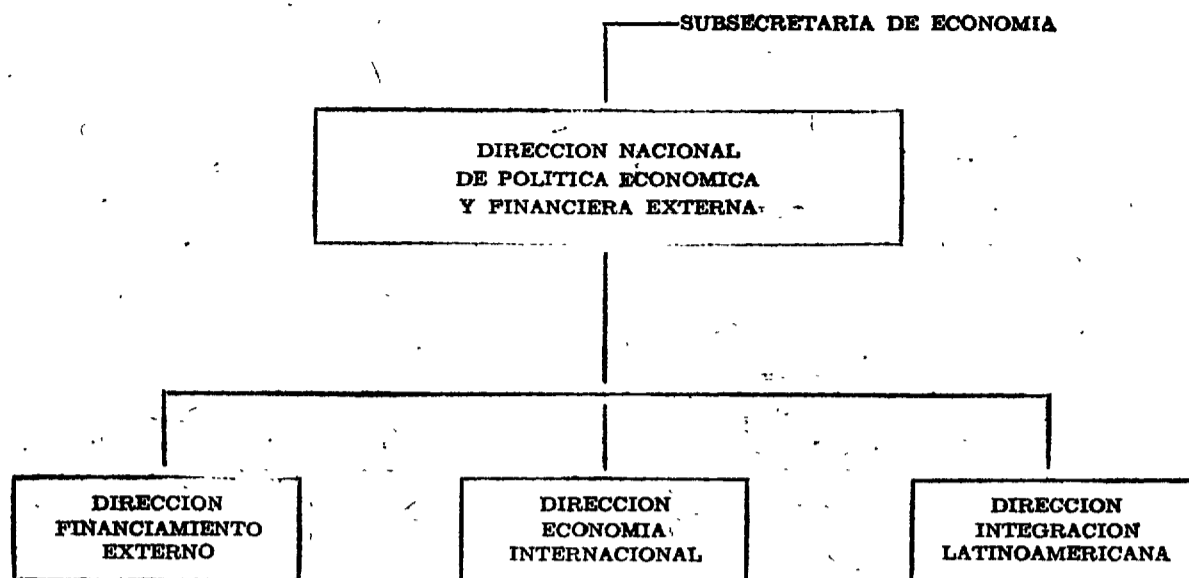 SUBSECRETARIA DE ECONOMIA
DIRECCION NACIONAL
DE POLITICA ECONOMICA
Y FINANCIERA EXTERNA
DIRECCION
FINANCIAMIENTO
EXTERNO
DIRECCION
ECONOMIA
INTERNACIONAL
DIRECCION
INTEGRACION
LATINOAMERICANA